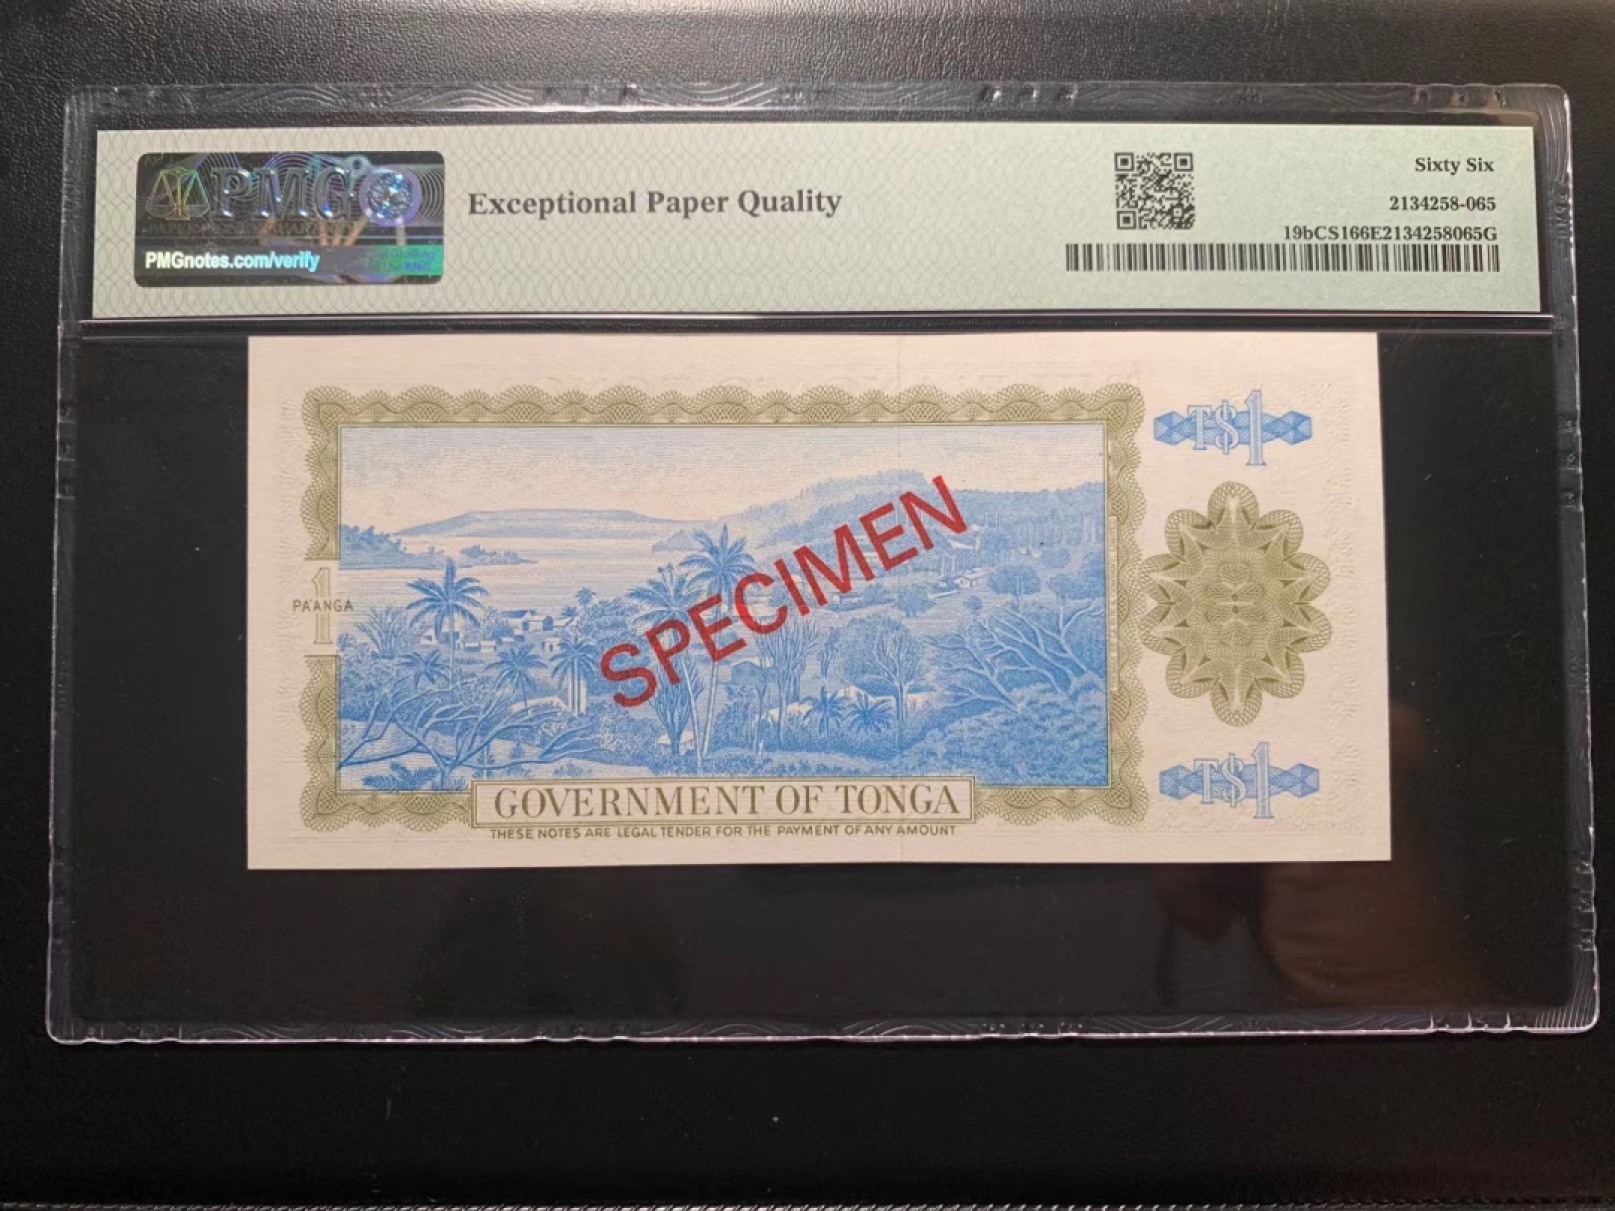 PMG
PMGnotes.com/verify
Exceptional Paper Quality
Sixty Six
2134258-065
19bCS166E2134258065G
T$1
1
PA'ANGA
SPECIMEN
T$1
GOVERNMENT OF TONGA
THESE NOTES ARE LEGAL TENDER FOR THE PAYMENT OF ANY AMOUNT